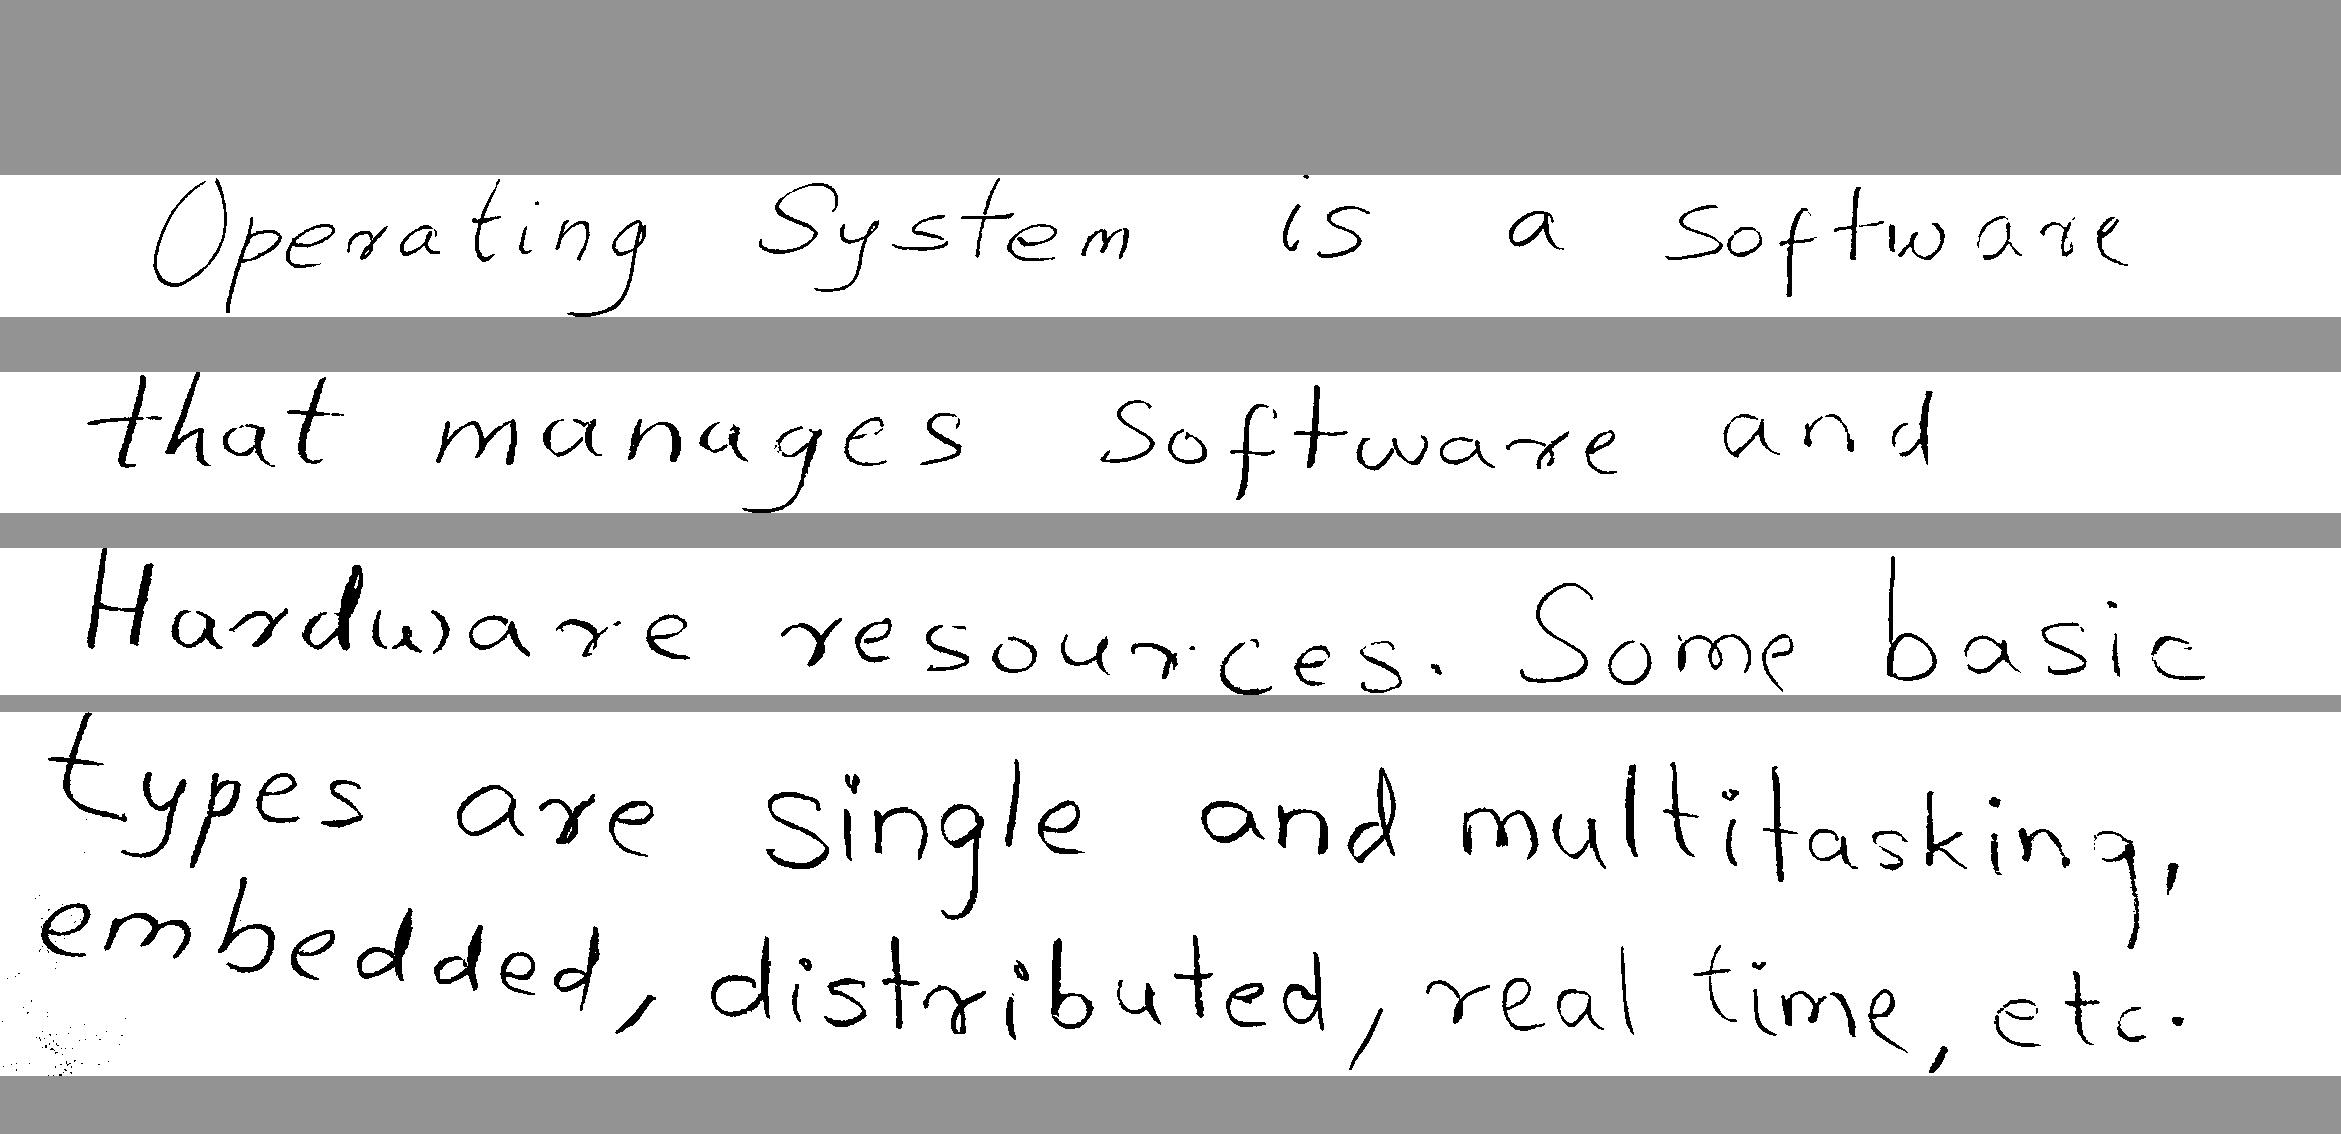 Operating System is a software
that manages software and
Hardware resources. Some basic
types are single and multitasking,
embedded, distributed, real time, etc.